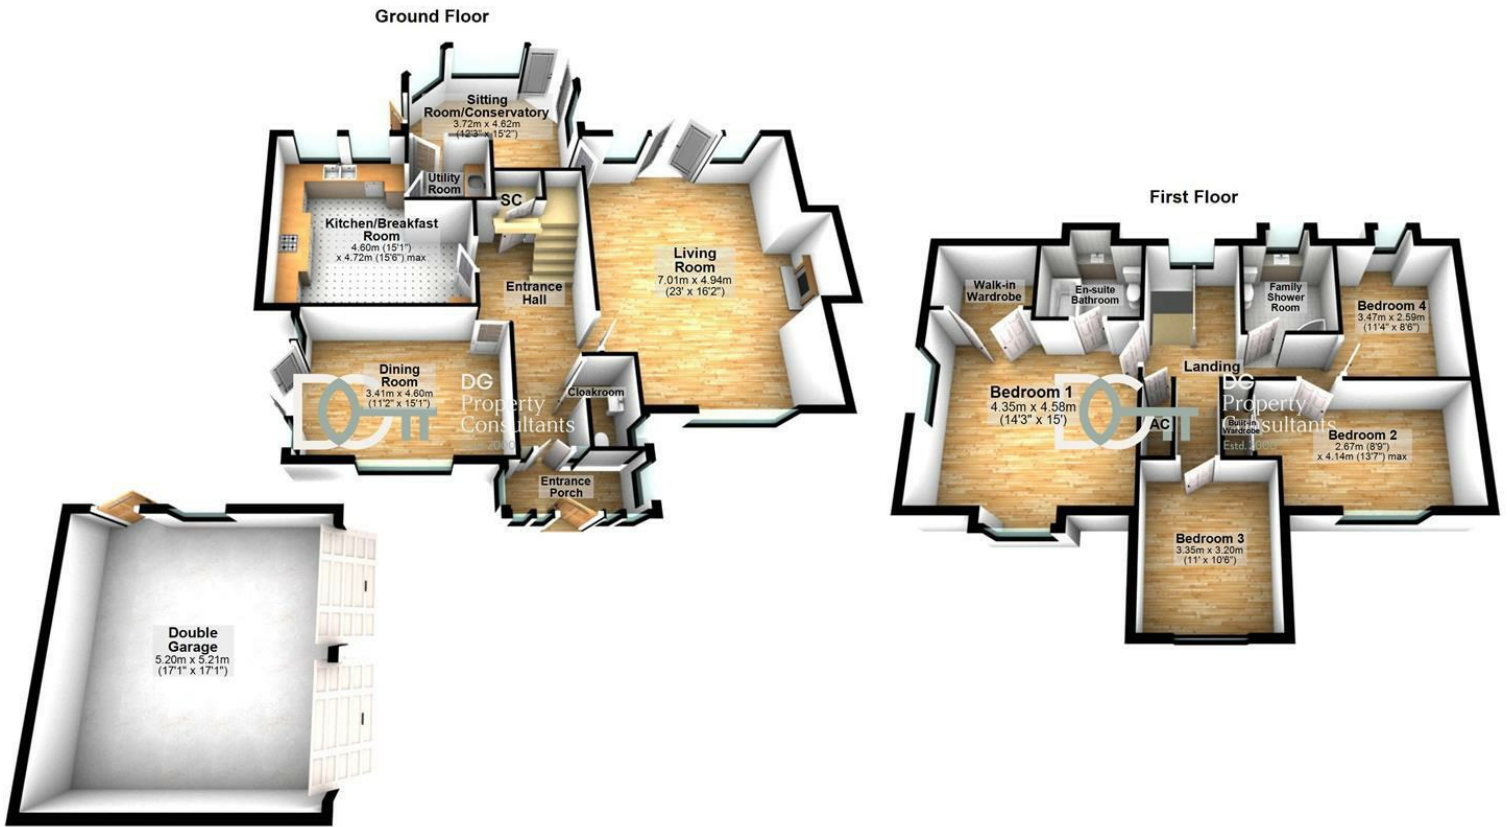 Ground Floor
Sitting
Room/Conservatory
3.72m x 4.62m
(12'3" x 15'2")
Utility
Room
SC
Kitchen/Breakfast
Room
4.60m (15'1")
x 4.72m (15'6") max
Living
Room
7.01m x 4.94m
(23' x 16'2")
Entrance
Hall
Dining
Room
3.41m x 4.60m
(11'2" x 15'1")
Cloakroom
DG
Property
Consultants
Entrance
Porch
Double
Garage
5.20m x 5.21m
(17'1" x 17'1")
First Floor
Walk-in
Wardrobe
En-suite
Bathroom
Family
Shower
Room
Bedroom 4
3.47m x 2.59m
(11'4" x 8'6")
Landing
Bedroom 1
4.35m x 4.58m
(14'3" x 15')
AC
Built-in
Wardrobe
DG
Property
Consultants
Estd. 2000
Bedroom 2
2.67m (8'9")
x 4.14m (13'7") max
Bedroom 3
3.35m x 3.20m
(11' x 10'6")